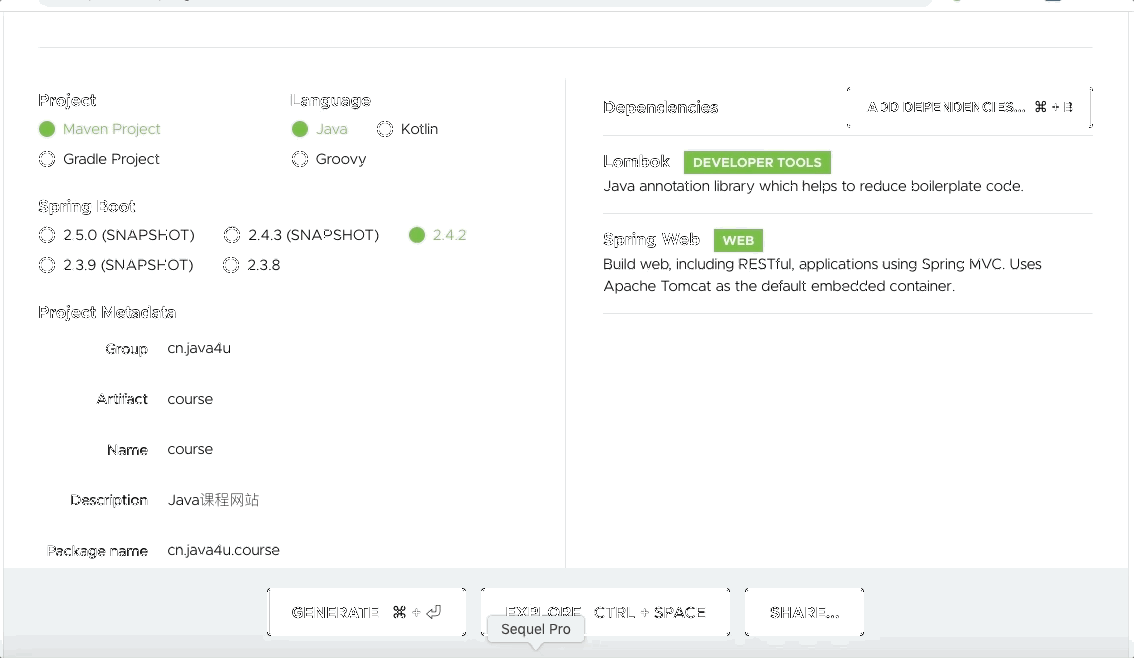 Project
Maven Project
Gradle Project
Language
Java Kotlin
Groovy
Spring Boot
2.5.0 (SNAPSHOT) 2.4.3 (SNAPSHOT) 2.4.2
2.3.9 (SNAPSHOT) 2.3.8
Project Metadata
Group cn.java4u
Artifact course
Name course
Description Java课程网站
Package name cn.java4u.course
Dependencies
ADD DEPENDENCIES... ⌘ + B
Lombok DEVELOPER TOOLS
Java annotation library which helps to reduce boilerplate code.
Spring Web WEB
Build web, including RESTful, applications using Spring MVC. Uses
Apache Tomcat as the default embedded container.
GENERATE ⌘ + ⏎
EXPLORE CTRL + SPACE
SHARE...
Sequel Pro